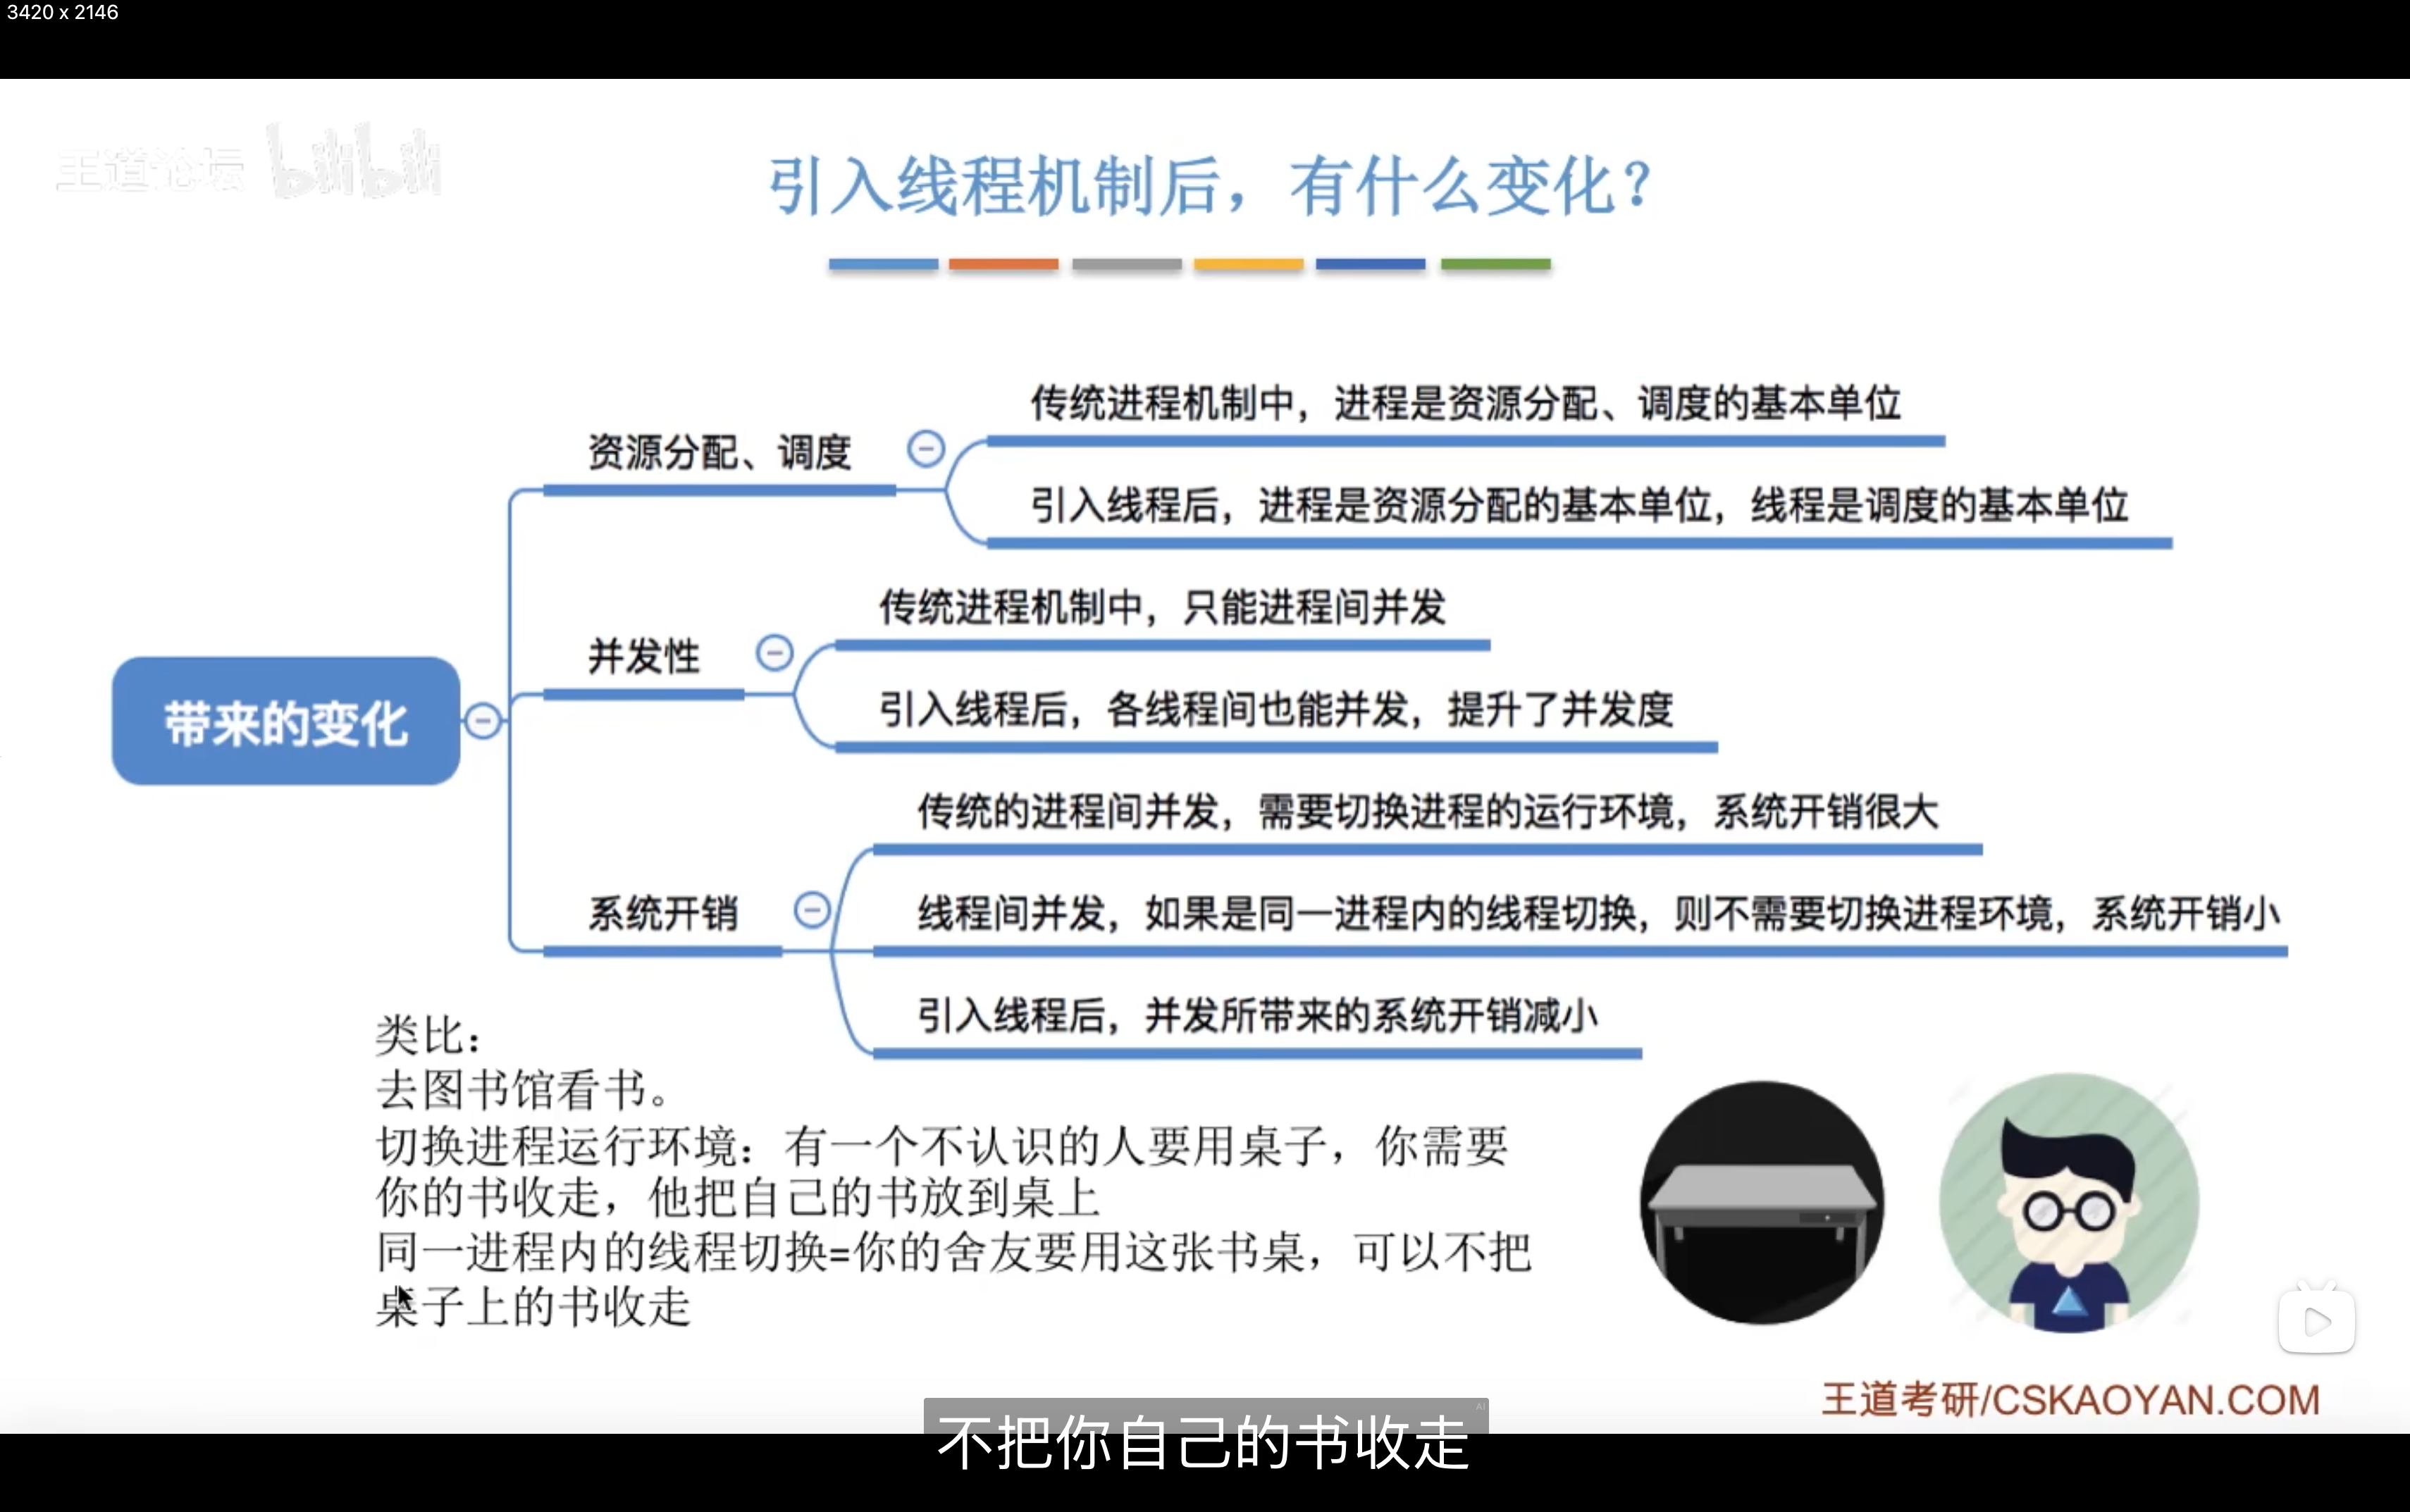 3420 x 2146
王道论坛 bilibili
引入线程机制后，有什么变化？
带来的变化
资源分配、调度
传统进程机制中，进程是资源分配、调度的基本单位
引入线程后，进程是资源分配的基本单位，线程是调度的基本单位
并发性
传统进程机制中，只能进程间并发
引入线程后，各线程间也能并发，提升了并发度
系统开销
传统的进程间并发，需要切换进程的运行环境，系统开销很大
线程间并发，如果是同一进程内的线程切换，则不需要切换进程环境，系统开销小
引入线程后，并发所带来的系统开销减小
类比：
去图书馆看书。
切换进程运行环境：有一个不认识的人要用桌子，你需要
你的书收走，他把自己的书放到桌上
同一进程内的线程切换=你的舍友要用这张书桌，可以不把
桌子上的书收走
王道考研/CSKAOYAN.COM
AI
不把你自己的书收走